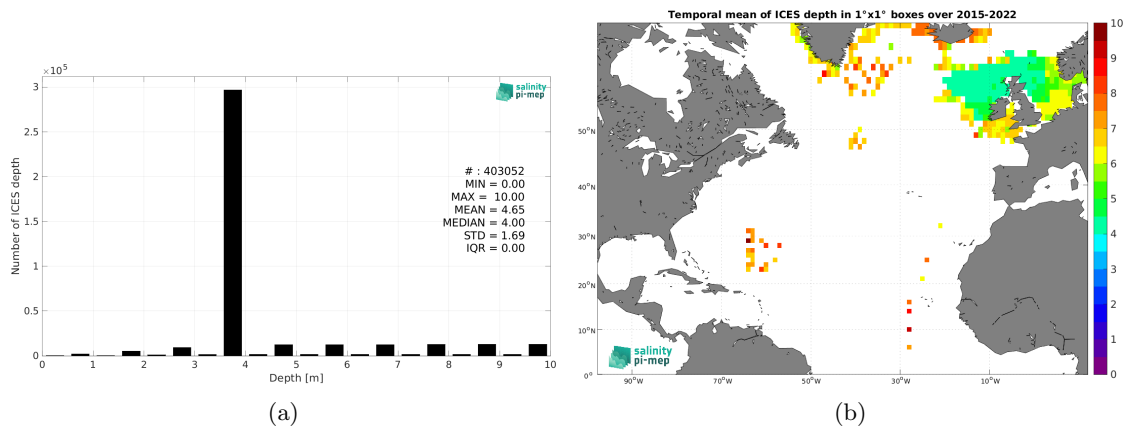 ×10⁵
3
2.5
2
1.5
1
0.5
0
Number of ICES depth
0 1 2 3 4 5 6 7 8 9 10
Depth [m]
salinity
pi-mep
# : 403052
MIN = 0.00
MAX = 10.00
MEAN = 4.65
MEDIAN = 4.00
STD = 1.69
IQR = 0.00
(a)
Temporal mean of ICES depth in 1°x1° boxes over 2015-2022
50°N
40°N
30°N
20°N
10°N
0°
90°W 70°W 50°W 30°W 10°W
salinity
pi-mep
10
9
8
7
6
5
4
3
2
1
0
(b)